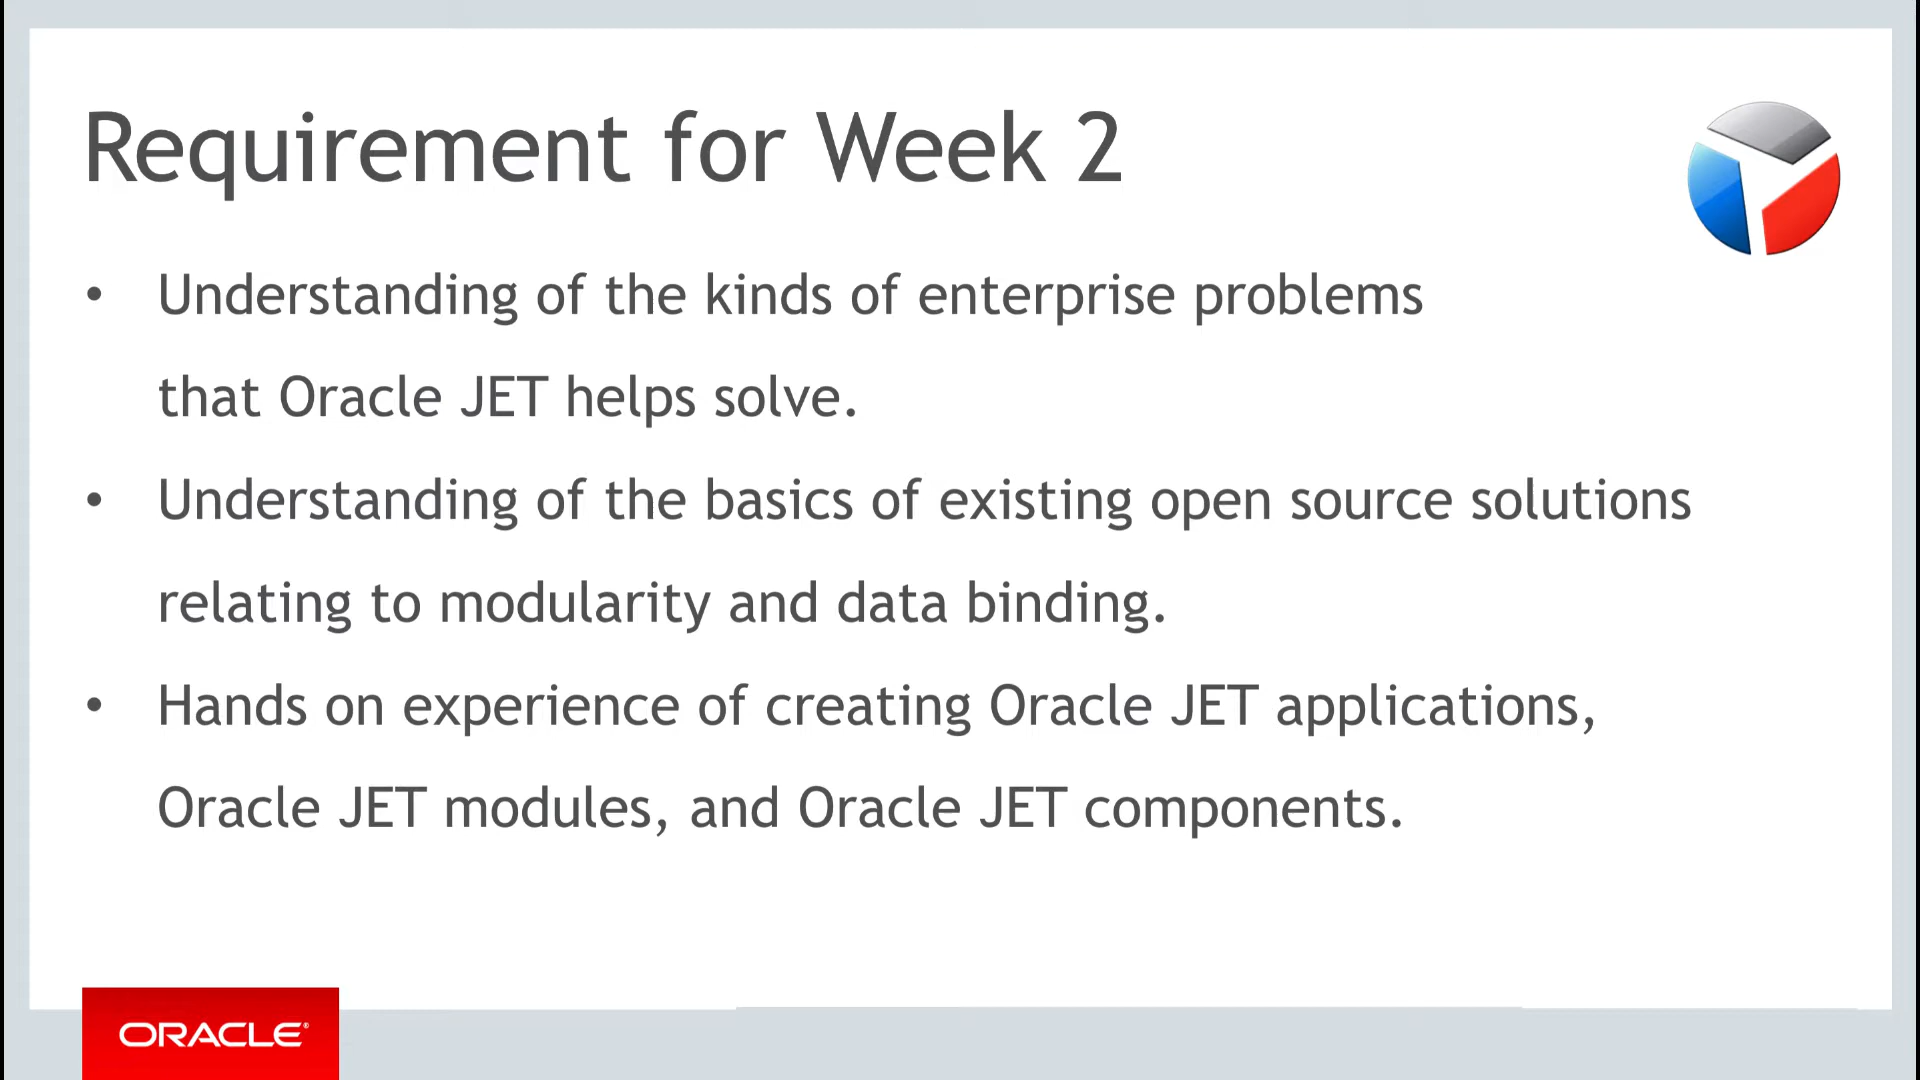 Requirement for Week 2
• Understanding of the kinds of enterprise problems
that Oracle JET helps solve.
• Understanding of the basics of existing open source solutions
relating to modularity and data binding.
• Hands on experience of creating Oracle JET applications,
Oracle JET modules, and Oracle JET components.
ORACLE®